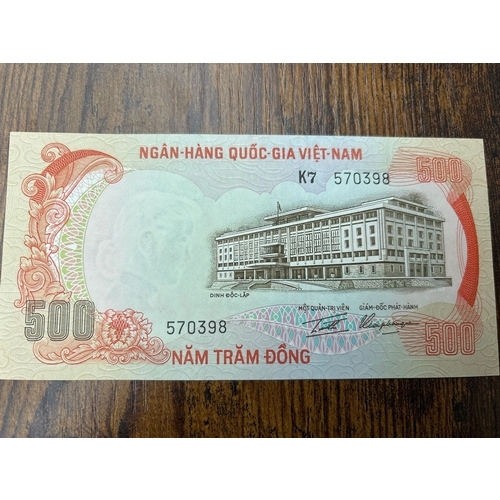 NGÂN-HÀNG QUỐC-GIA VIỆT-NAM
500
K7 570398
DINH ĐỘC-LẬP
MỘT QUẢN-TRỊ VIÊN GIÁM-ĐỐC PHÁT-HÀNH
500
570398
500
NĂM TRĂM ĐỒNG